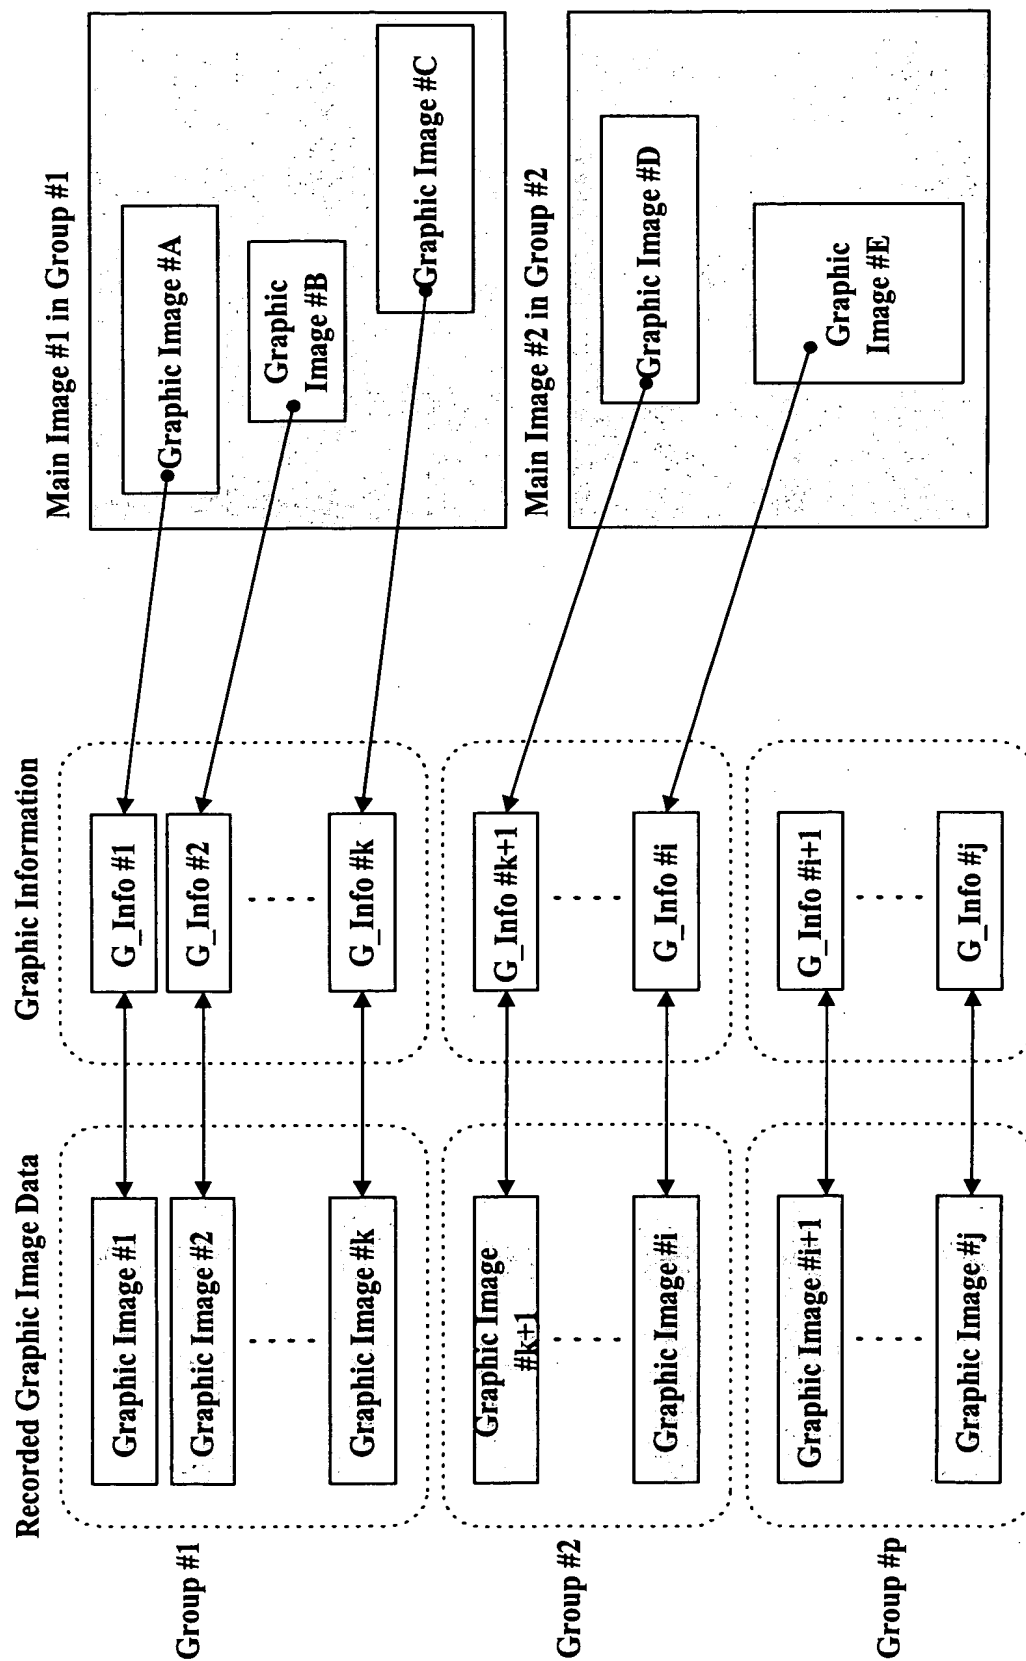 Recorded Graphic Image Data
Graphic Information
Main Image #1 in Group #1
Group #1
Graphic Image #1
G_Info #1
Graphic Image #A
Graphic Image #2
G_Info #2
Graphic
Image #B
Graphic Image #k
G_Info #k
Graphic Image #C
Main Image #2 in Group #2
Group #2
Graphic Image
#k+1
G_Info #k+1
Graphic Image #D
Graphic Image #i
G_Info #i
Graphic
Image #E
Group #p
Graphic Image #i+1
G_Info #i+1
Graphic Image #j
G_Info #j